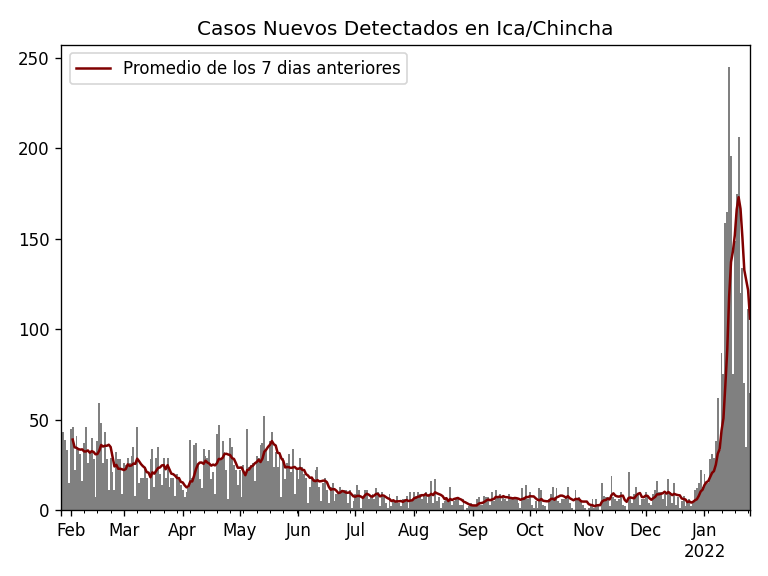 Casos Nuevos Detectados en Ica/Chincha
Promedio de los 7 dias anteriores
250
200
150
100
50
0
Feb Mar Apr May Jun Jul Aug Sep Oct Nov Dec Jan
2022